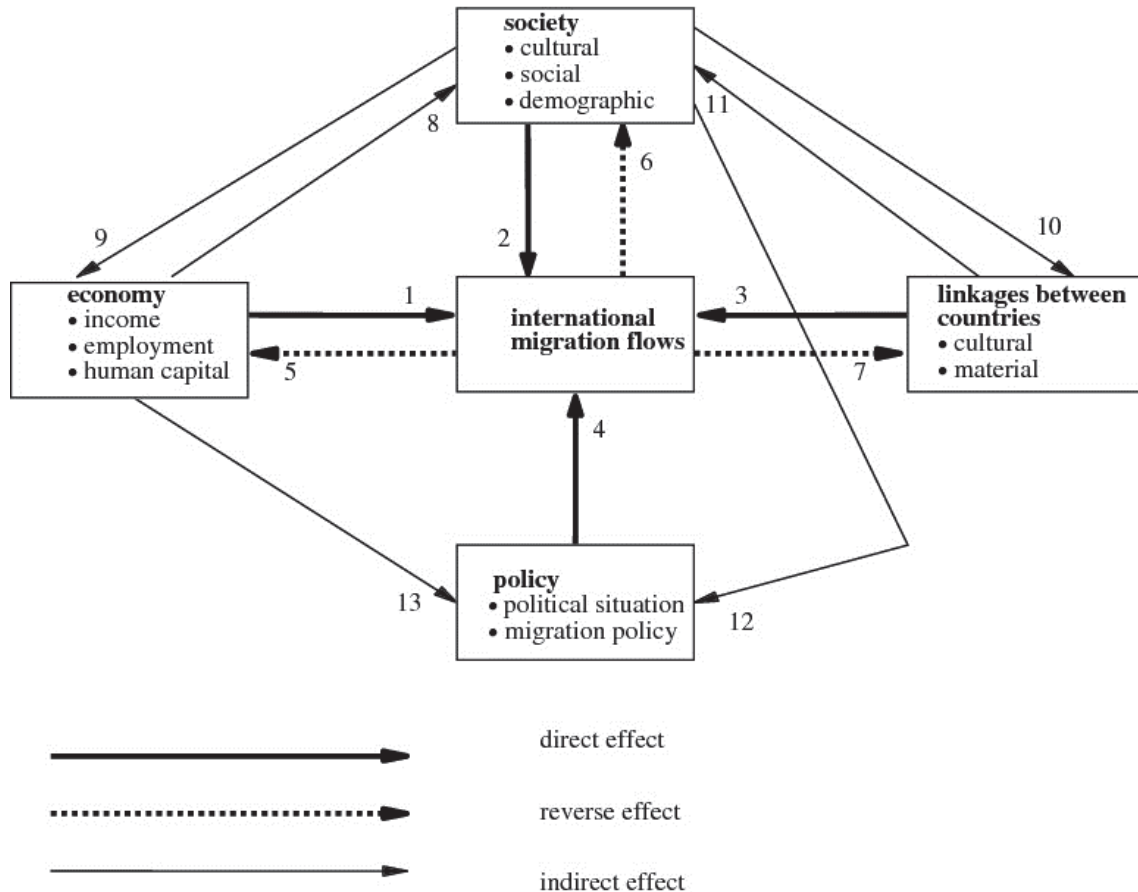 society
• cultural
• social
• demographic
8
11
6
9
2
10
economy
• income
• employment
• human capital
1
5
international
migration flows
3
7
linkages between
countries
• cultural
• material
4
policy
• political situation
• migration policy
13
12
direct effect
reverse effect
indirect effect